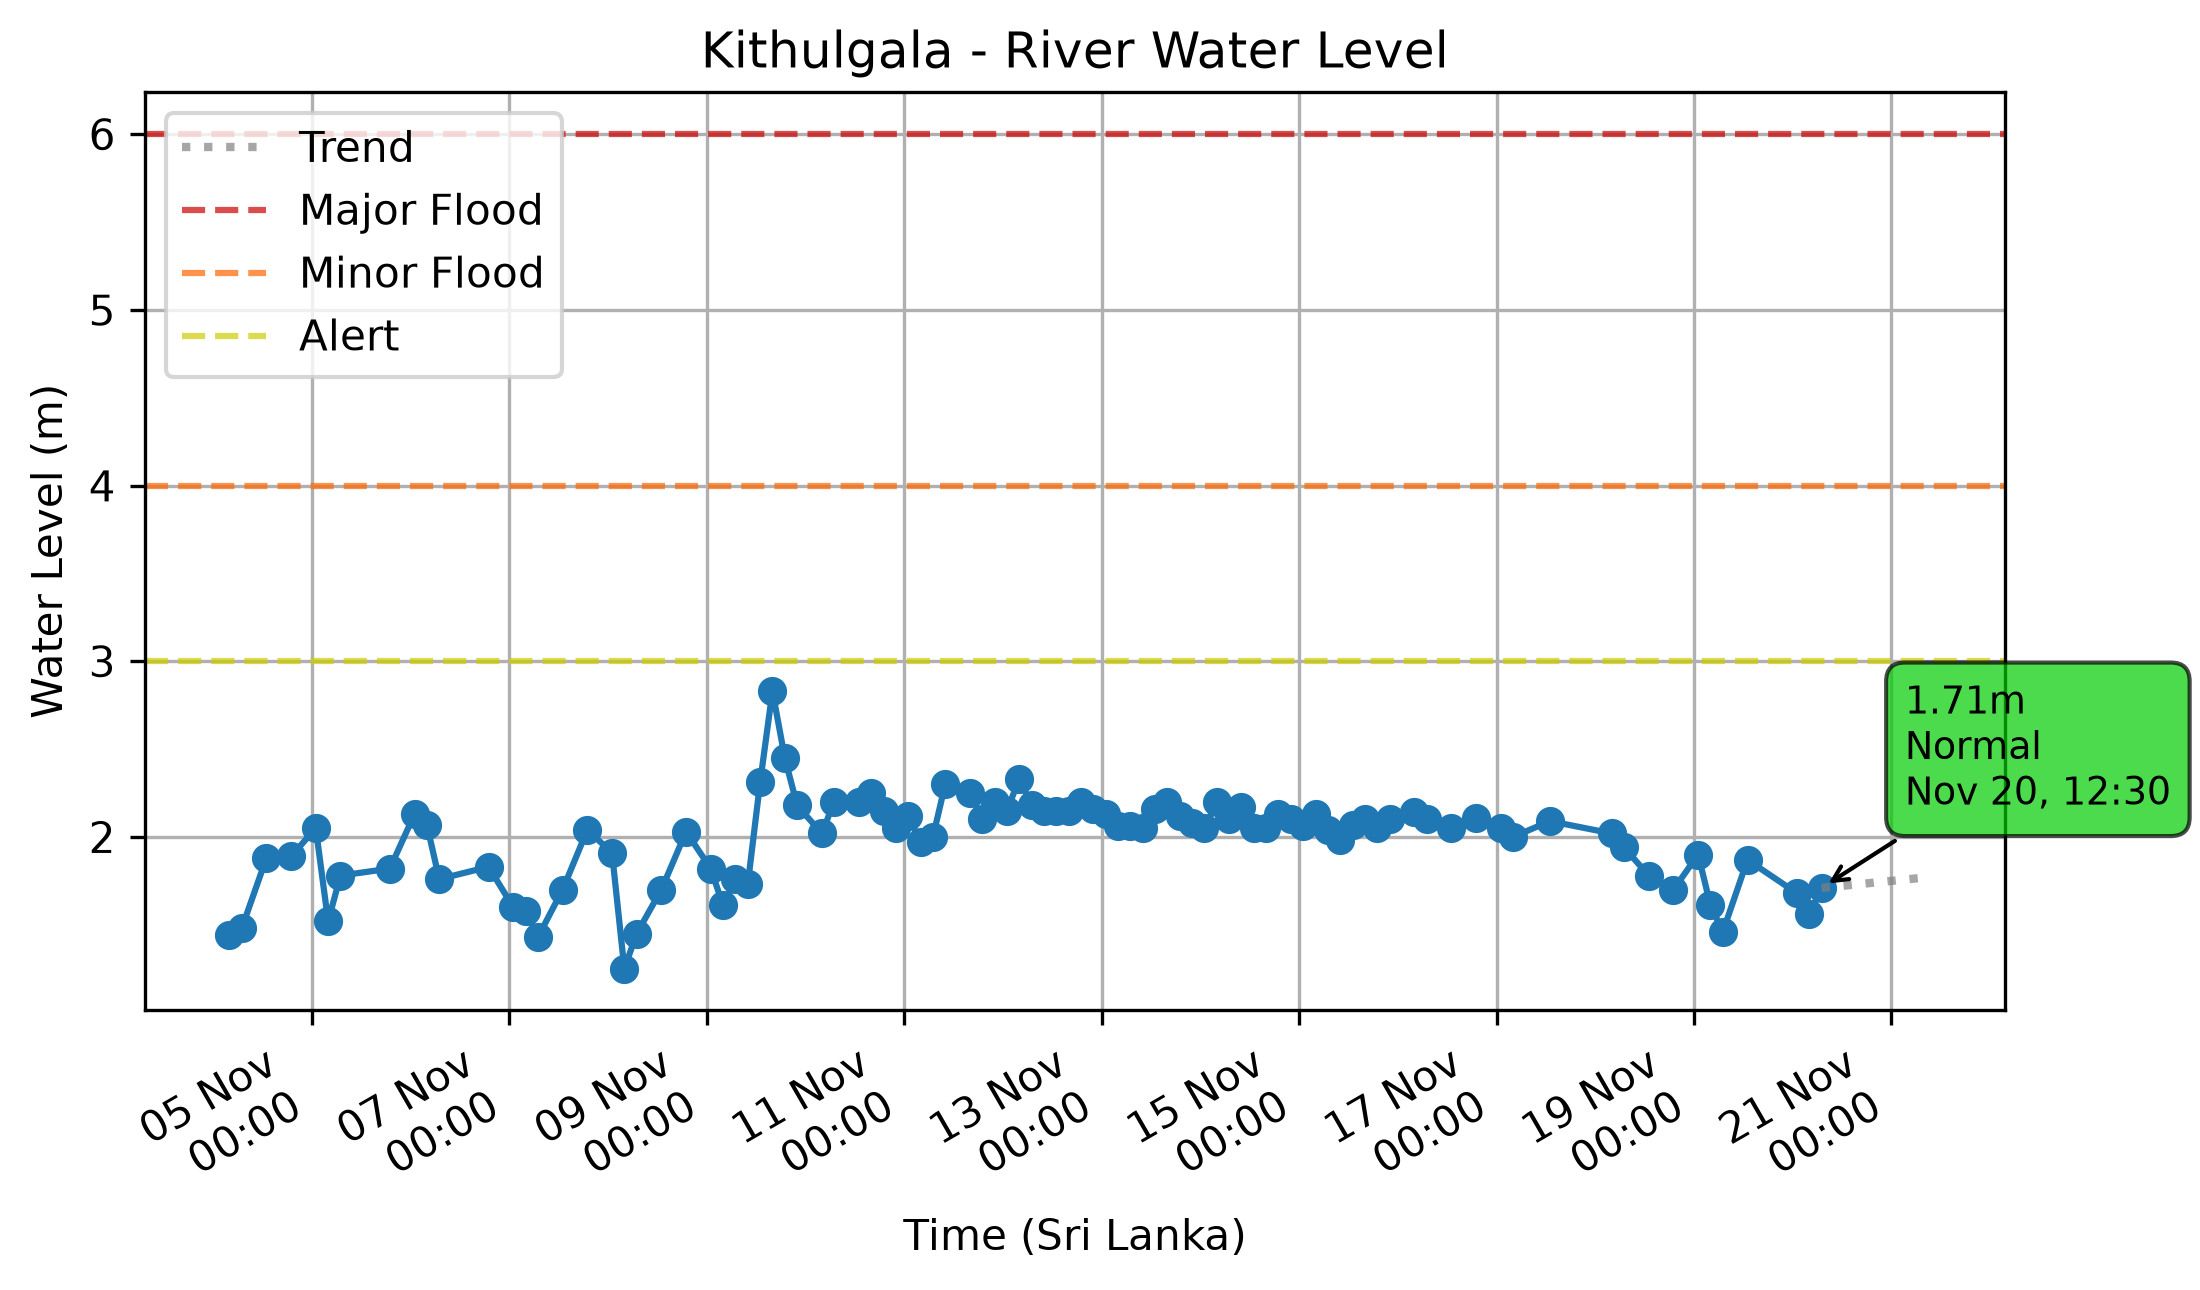 Kithulgala - River Water Level
Trend
Major Flood
Minor Flood
Alert
6
5
4
3
2
Water Level (m)
1.71m
Normal
Nov 20, 12:30
05 Nov
00:00
07 Nov
00:00
09 Nov
00:00
11 Nov
00:00
13 Nov
00:00
15 Nov
00:00
17 Nov
00:00
19 Nov
00:00
21 Nov
00:00
Time (Sri Lanka)